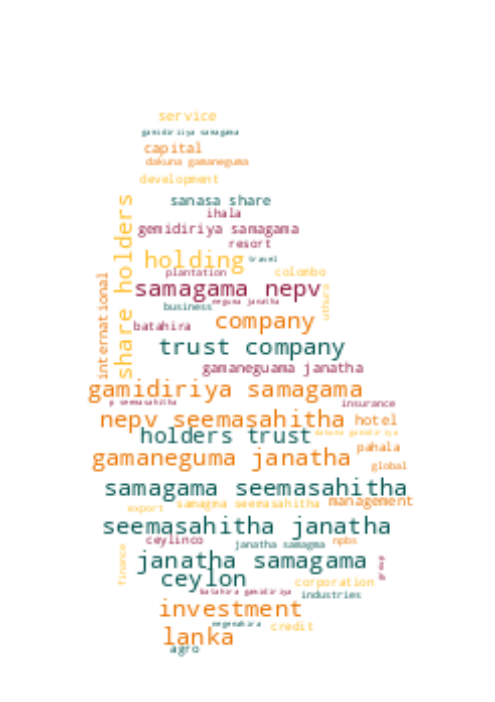 service
gamidiriya samagama
capital
dakuna gamaneguma
development
share holders
sanasa share
ihala
gemidiriya samagama
resort
holding
travel
plantation
colombo
international
samagama nepv
neguma janatha
business
uthura
batahira
company
trust company
gamaneguama janatha
gamidiriya samagama
p seemasahitha
insurance
nepv seemasahitha
hotel
holders trust
dakuna gamidiriya
pahala
gamaneguma janatha
global
samagama seemasahitha
samagma seemasahitha
management
export
seemasahitha janatha
ceylinco
janatha samagma
npbs
finance
janatha samagama
group
ceylon
corporation
batahira gamidiriya
industries
investment
negenahira
credit
lanka
agro